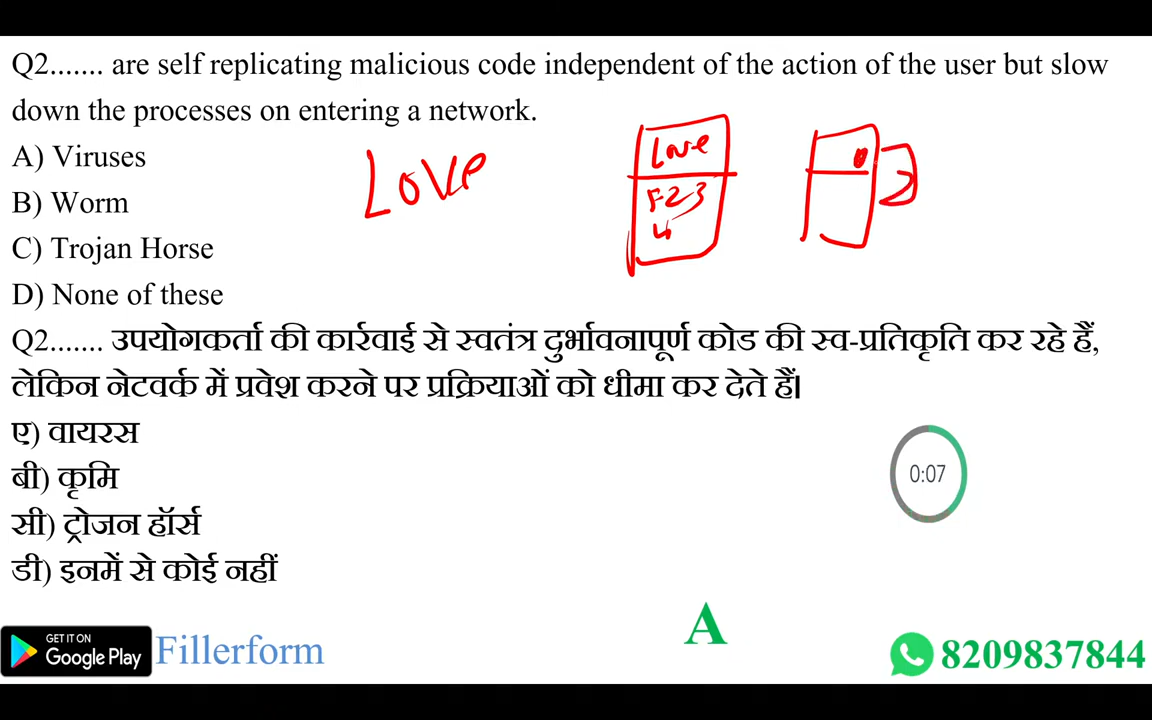 Q2....... are self replicating malicious code independent of the action of the user but slow
down the processes on entering a network.
A) Viruses
B) Worm
C) Trojan Horse
D) None of these
Love
Love
F2-3
4
Q2....... उपयोगकर्ता की कार्रवाई से स्वतंत्र दुर्भावनापूर्ण कोड की स्व-प्रतिकृति कर रहे हैं,
लेकिन नेटवर्क में प्रवेश करने पर प्रक्रियाओं को धीमा कर देते हैं।
ए) वायरस
बी) कृमि
सी) ट्रोजन हॉर्स
डी) इनमें से कोई नहीं
0:07
A
GET IT ON
Google Play
Fillerform
8209837844